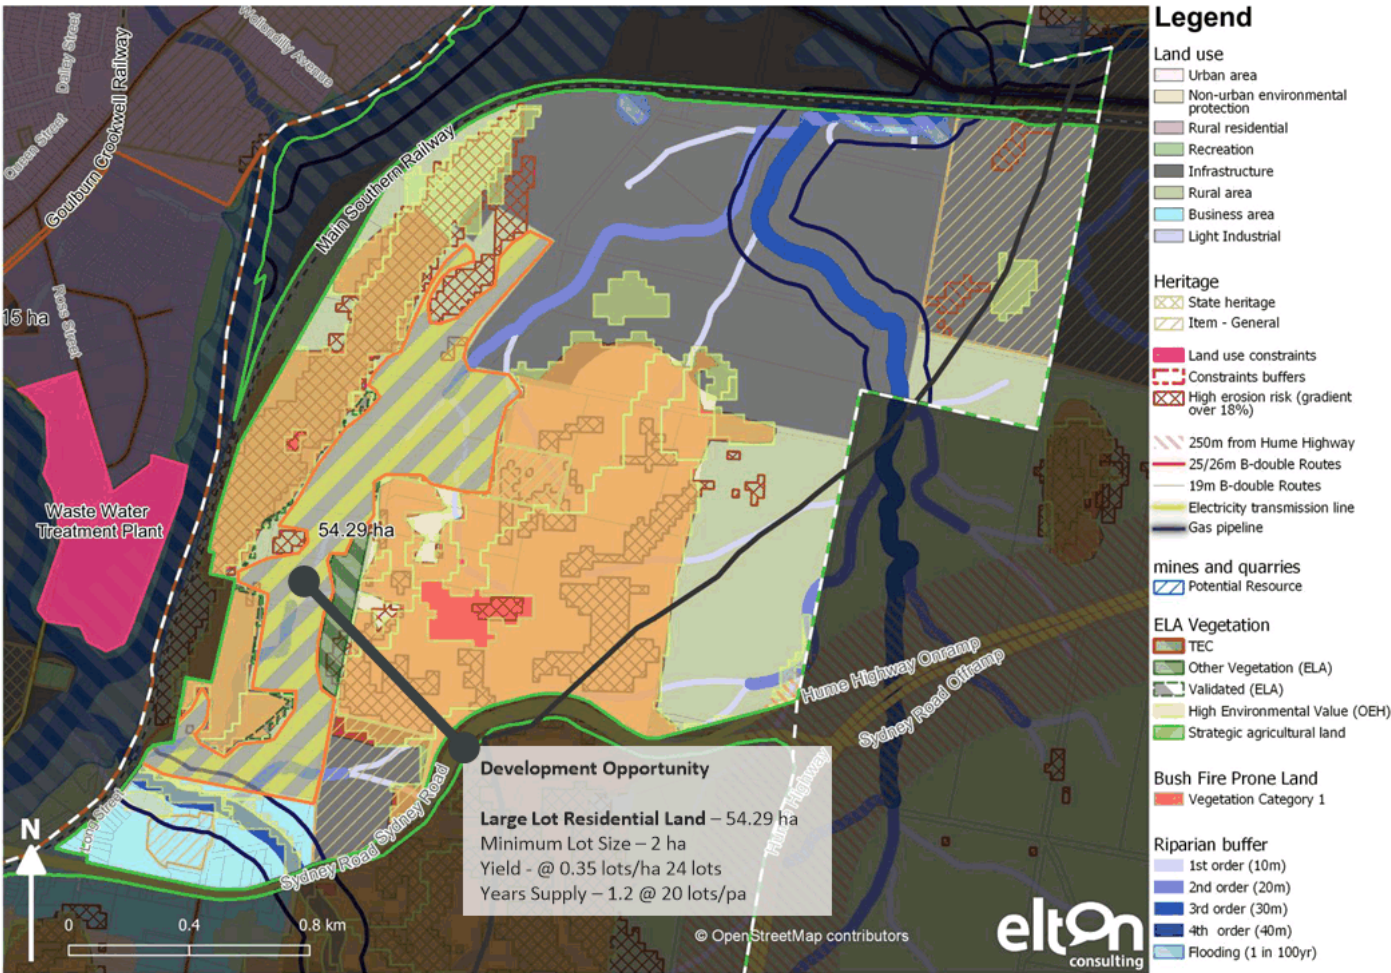 Dalley Street
Queen Street
Goulburn Crookwell Railway
Wollondilly Avenue
Main Southern Railway
Ross Street
15 ha
Waste Water
Treatment Plant
54.29 ha
Hume Highway Onramp
Sydney Road Offramp
Hume Highway
Long Street
Sydney Road
Sydney Road
Development Opportunity
Large Lot Residential Land – 54.29 ha
Minimum Lot Size – 2 ha
Yield - @ 0.35 lots/ha 24 lots
Years Supply – 1.2 @ 20 lots/pa
N
0 0.4 0.8 km
© OpenStreetMap contributors
elton
consulting
Legend
Land use
Urban area
Non-urban environmental
protection
Rural residential
Recreation
Infrastructure
Rural area
Business area
Light Industrial
Heritage
State heritage
Item - General
Land use constraints
Constraints buffers
High erosion risk (gradient
over 18%)
250m from Hume Highway
25/26m B-double Routes
19m B-double Routes
Electricity transmission line
Gas pipeline
mines and quarries
Potential Resource
ELA Vegetation
TEC
Other Vegetation (ELA)
Validated (ELA)
High Environmental Value (OEH)
Strategic agricultural land
Bush Fire Prone Land
Vegetation Category 1
Riparian buffer
1st order (10m)
2nd order (20m)
3rd order (30m)
4th order (40m)
Flooding (1 in 100yr)